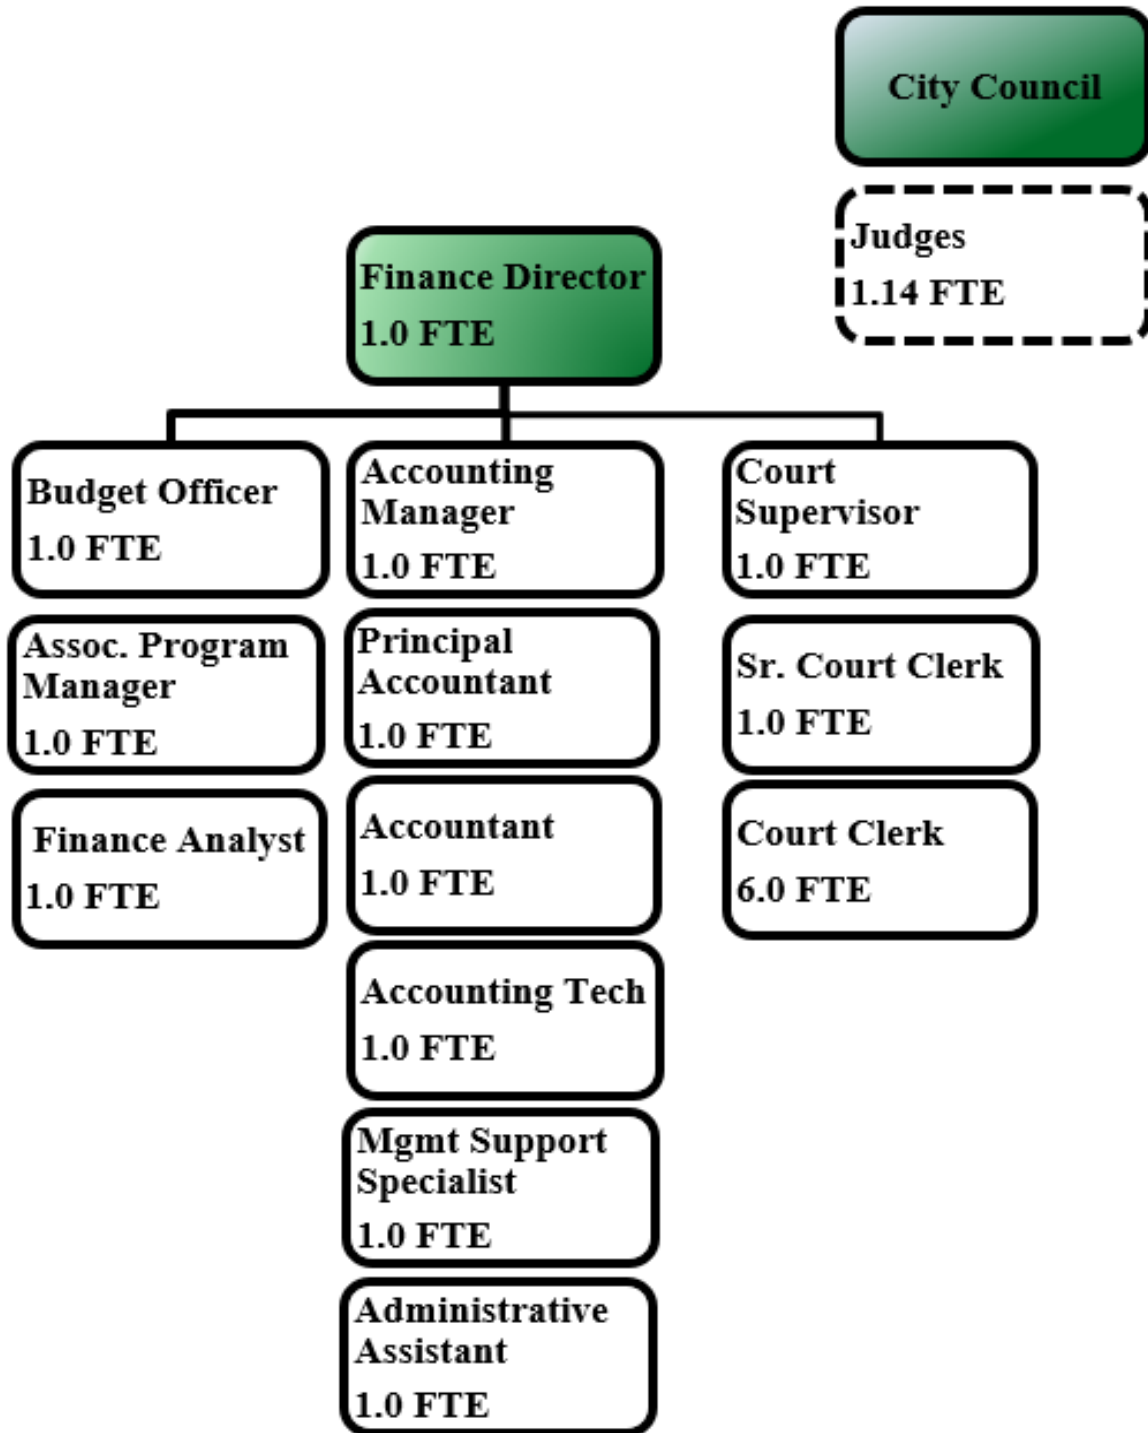 City Council
Judges
1.14 FTE
Finance Director
1.0 FTE
Budget Officer
1.0 FTE
Assoc. Program
Manager
1.0 FTE
Finance Analyst
1.0 FTE
Accounting
Manager
1.0 FTE
Principal
Accountant
1.0 FTE
Accountant
1.0 FTE
Accounting Tech
1.0 FTE
Mgmt Support
Specialist
1.0 FTE
Administrative
Assistant
1.0 FTE
Court
Supervisor
1.0 FTE
Sr. Court Clerk
1.0 FTE
Court Clerk
6.0 FTE